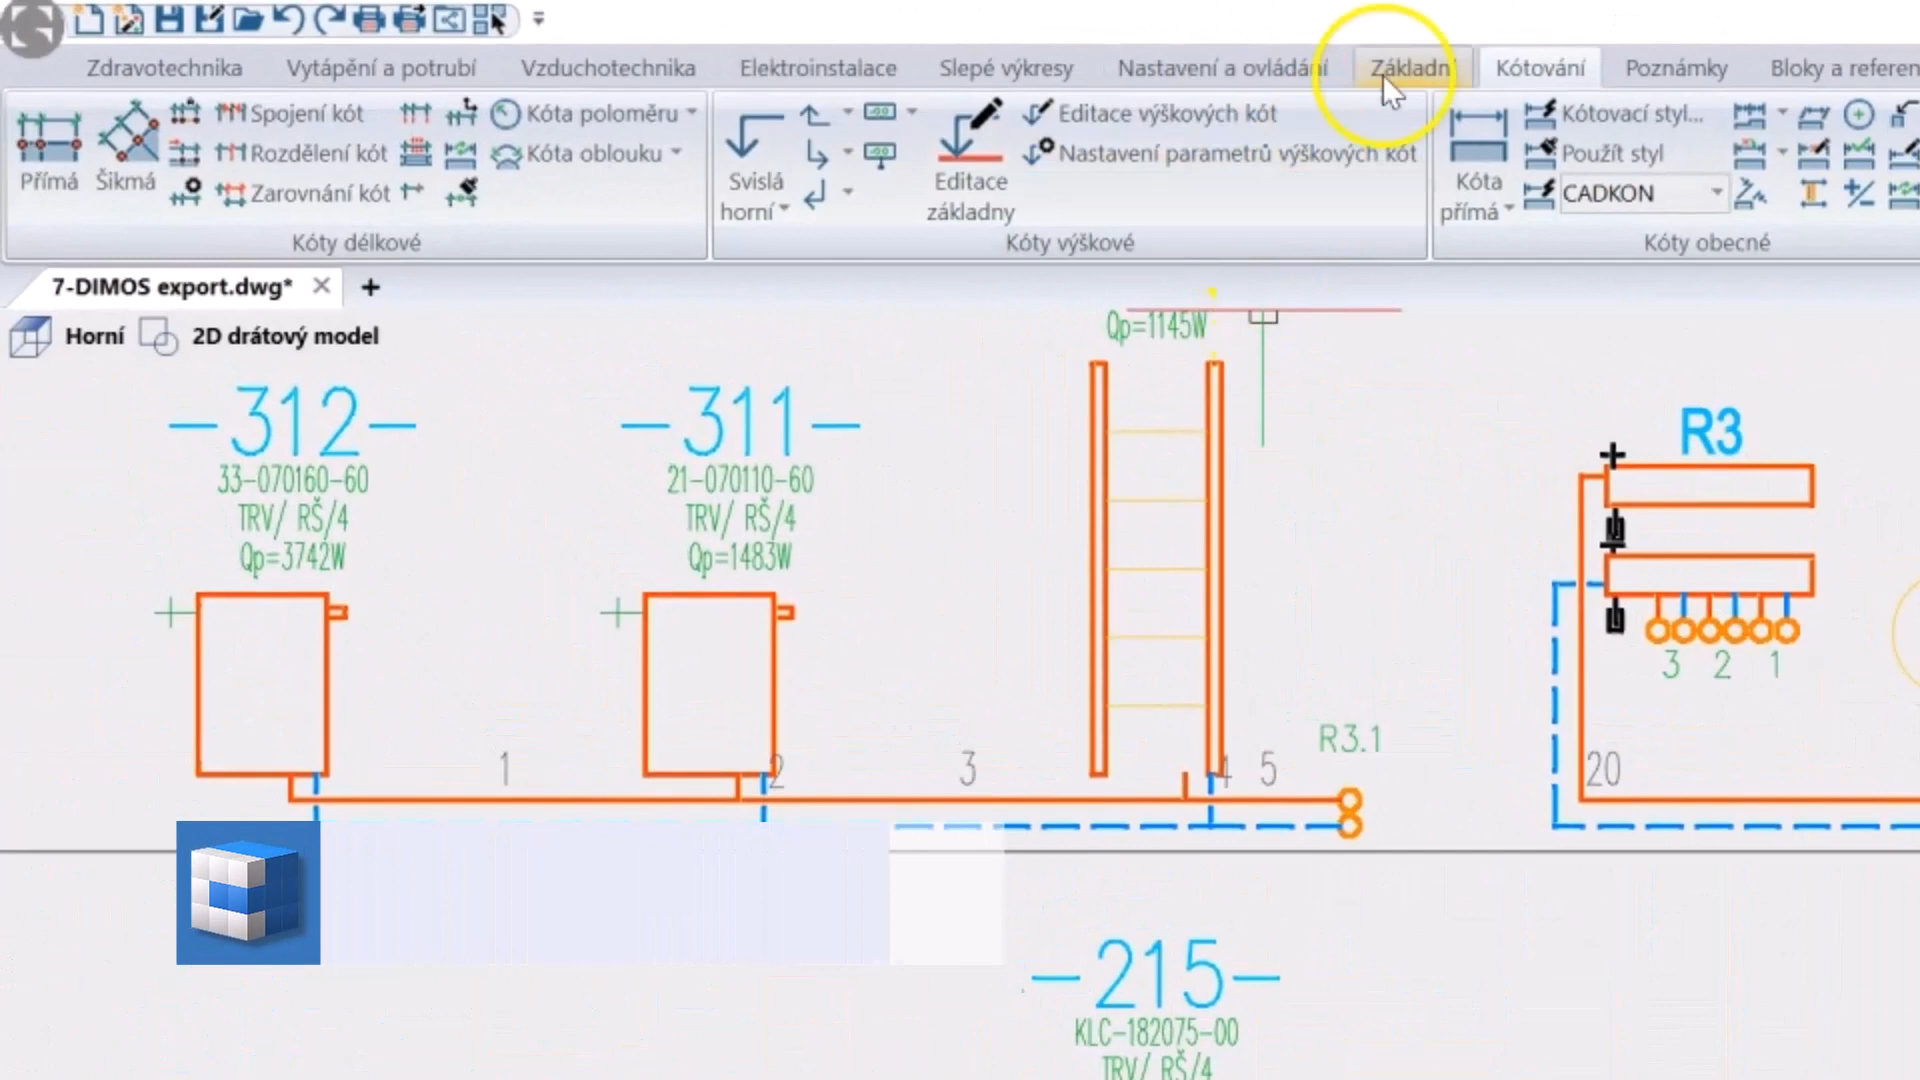 Zdravotechnika Vytápění a potrubí Vzduchotechnika Elektroinstalace Slepé výkresy Nastavení a ovládání Základní Kótování Poznámky Bloky a referen
Spojení kót Kóta poloměru Editace výškových kót Kótovací styl...
Rozdělení kót Kóta oblouku Nastavení parametrů výškových kót Použít styl
Přímá Šikmá Zarovnání kót Svislá horní Editace základny Kóta přímá CADKON
Kóty délkové Kóty výškové Kóty obecné
7-DIMOS export.dwg*
Horní 2D drátový model
Qp=1145W
-312- -311- R3
33-070160-60 21-070110-60
TRV/ RŠ/4 TRV/ RŠ/4
Qp=3742W Qp=1483W
3 2 1
R3.1
1 2 3 4 5 20
-215-
KLC-182075-00
TRV/ RŠ/4